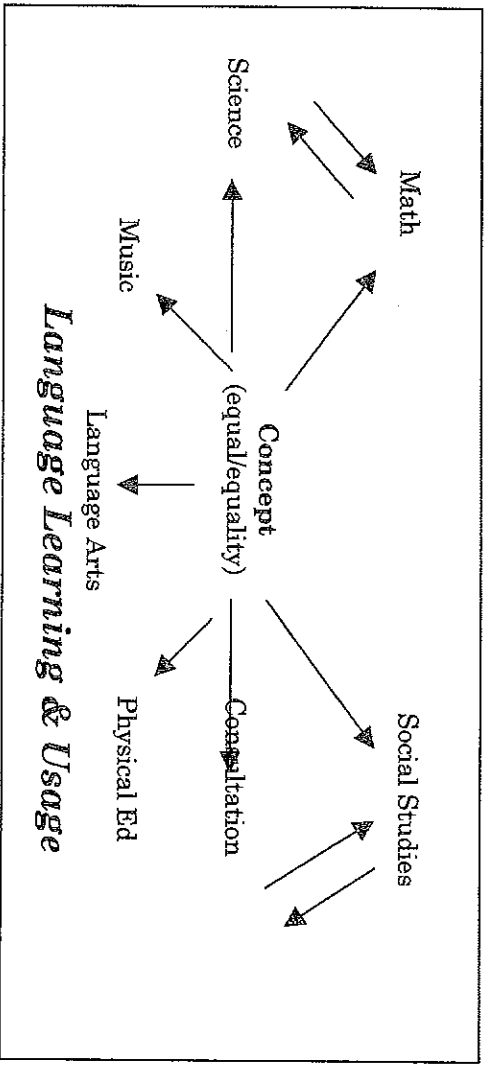 Math
Social Studies
Concept
(equal/equality)
Science
Consultation
Music
Physical Ed
Language Arts
Language Learning & Usage